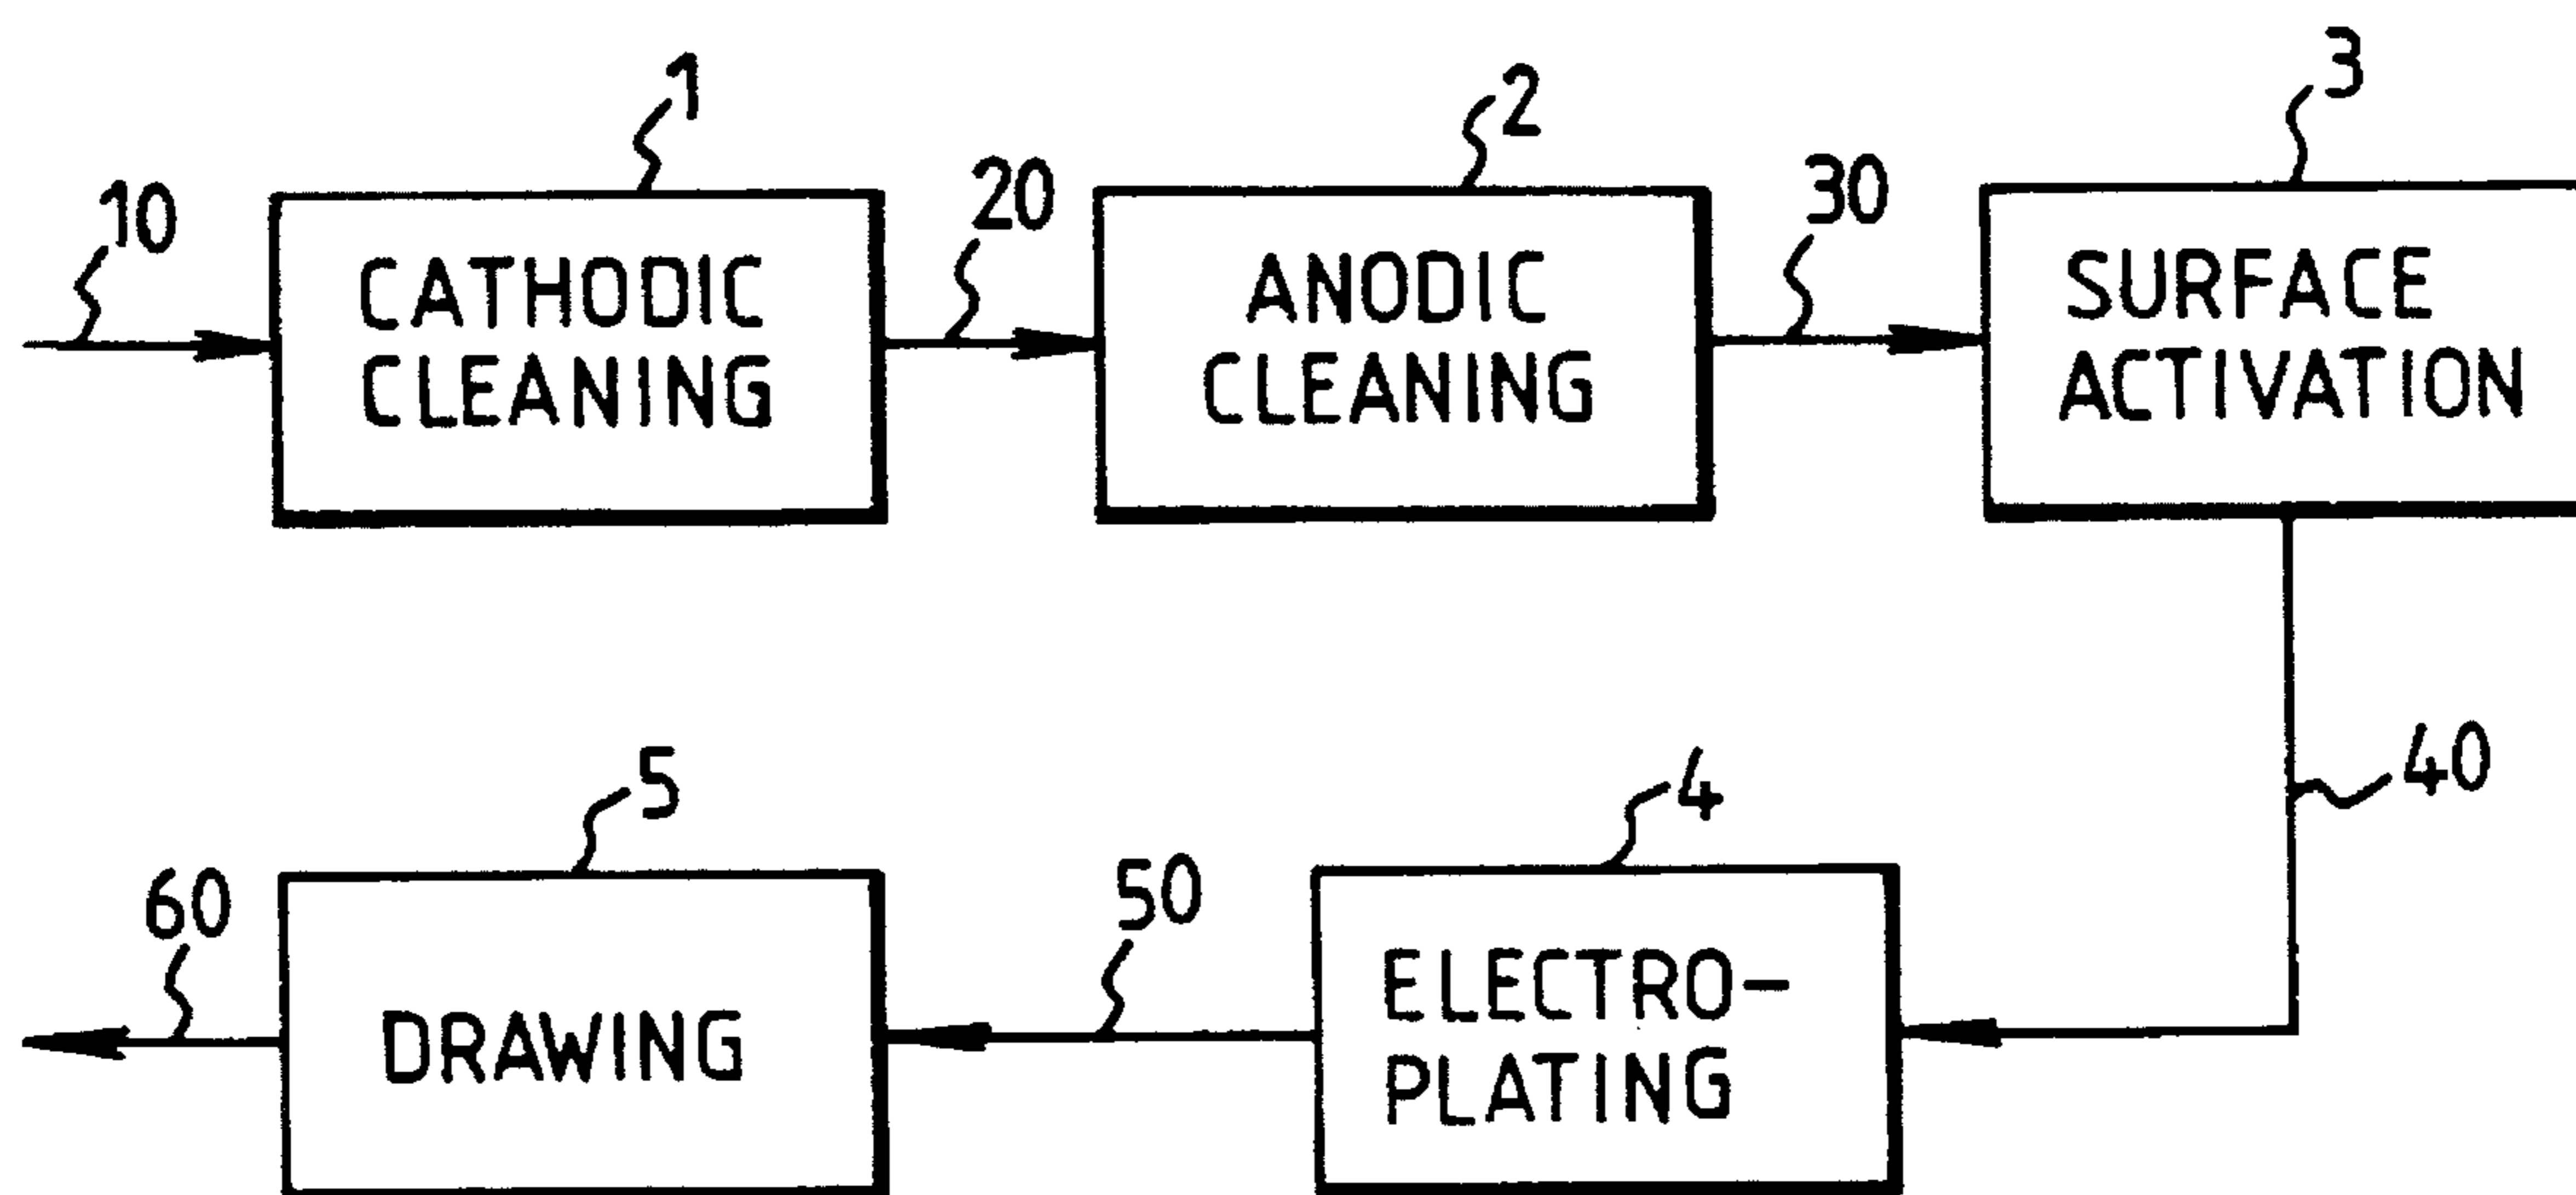 1
2
3
10
20
30
CATHODIC
CLEANING
ANODIC
CLEANING
SURFACE
ACTIVATION
40
4
5
50
60
ELECTRO-
PLATING
DRAWING